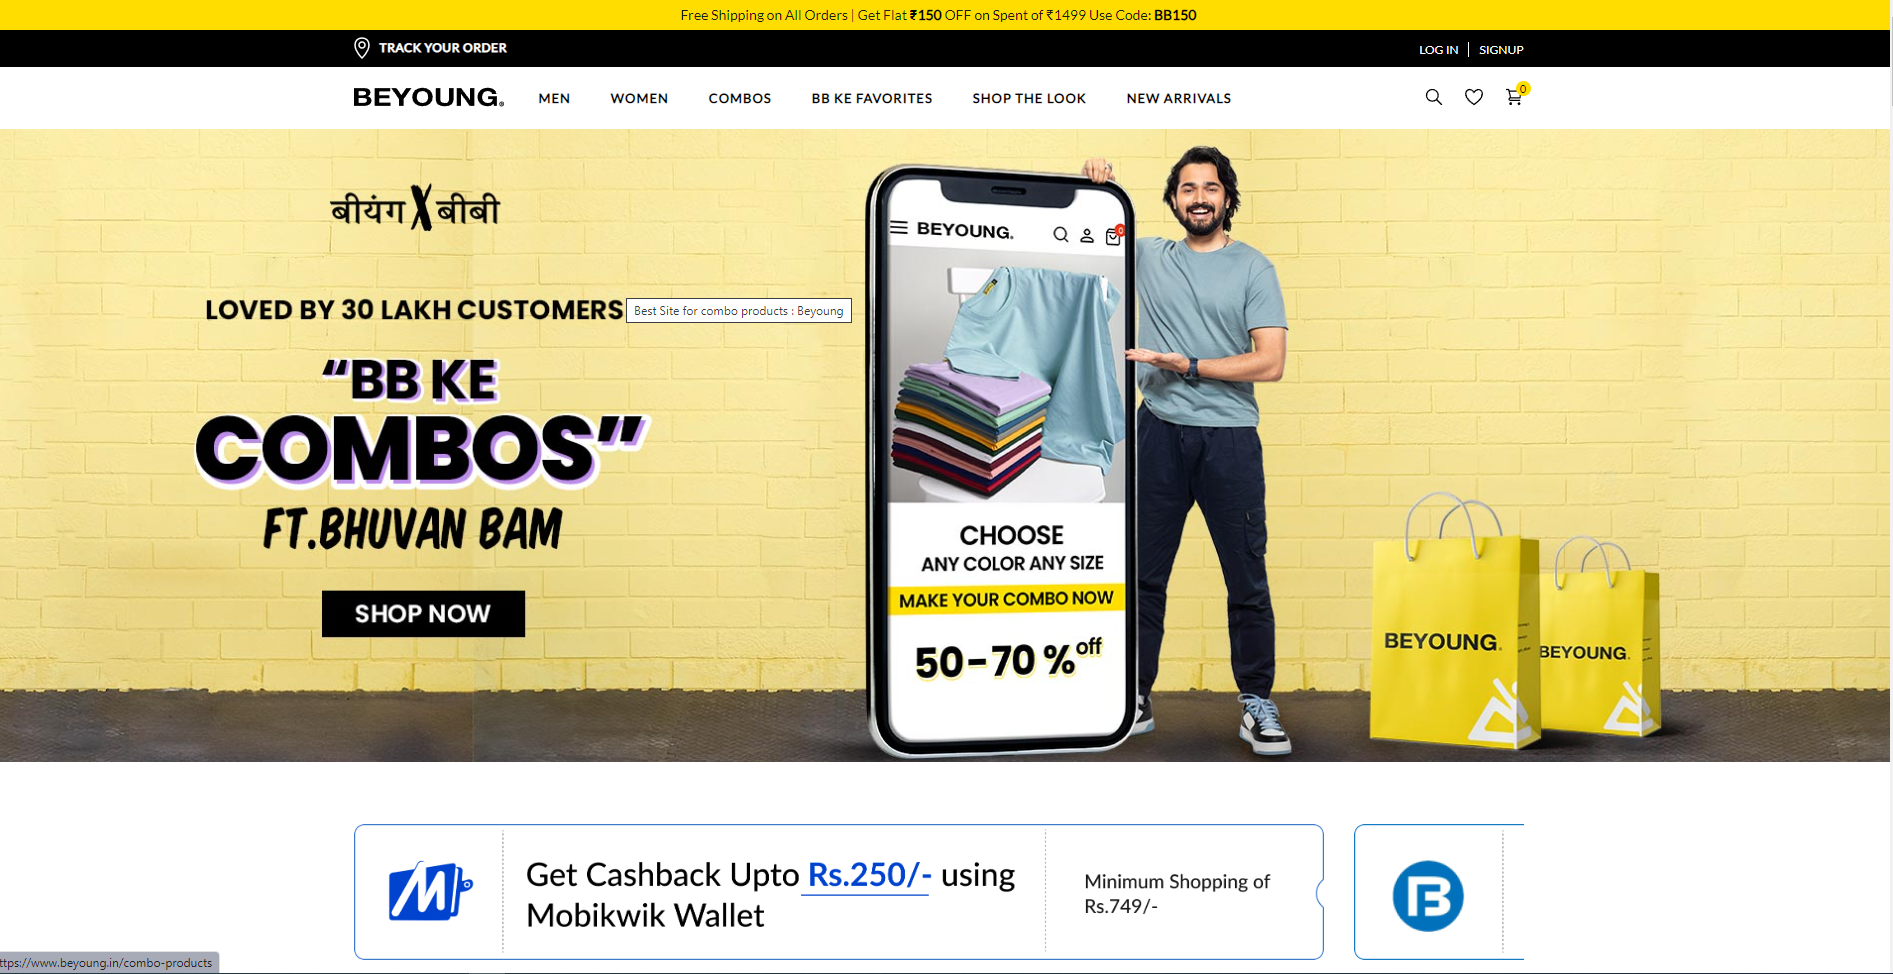 Free Shipping on All Orders | Get Flat ₹150 OFF on Spent of ₹1499 Use Code: BB150
TRACK YOUR ORDER
LOG IN | SIGNUP
BEYOUNG.
MEN
WOMEN
COMBOS
BB KE FAVORITES
SHOP THE LOOK
NEW ARRIVALS
0
बीयंग X बीबी
LOVED BY 30 LAKH CUSTOMERS
Best Site for combo products : Beyoung
“BB KE
COMBOS”
FT.BHUVAN BAM
SHOP NOW
BEYOUNG.
0
CHOOSE
ANY COLOR ANY SIZE
MAKE YOUR COMBO NOW
50-70% off
BEYOUNG.
BEYOUNG.
Get Cashback Upto Rs.250/- using
Mobikwik Wallet
Minimum Shopping of
Rs.749/-
ttps://www.beyoung.in/combo-products